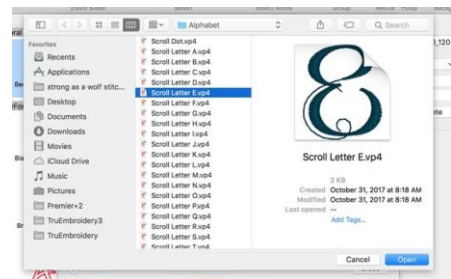 Alphabet
Search
Favorites
Recents
Applications
strong as a wolf stitc...
Desktop
Documents
Downloads
Movies
iCloud Drive
Music
Pictures
Premier+2
TruEmbroidery3
TruEmbroidery
Scroll Dot.vp4
Scroll Letter A.vp4
Scroll Letter B.vp4
Scroll Letter C.vp4
Scroll Letter D.vp4
Scroll Letter E.vp4
Scroll Letter F.vp4
Scroll Letter G.vp4
Scroll Letter H.vp4
Scroll Letter I.vp4
Scroll Letter J.vp4
Scroll Letter K.vp4
Scroll Letter L.vp4
Scroll Letter M.vp4
Scroll Letter N.vp4
Scroll Letter O.vp4
Scroll Letter P.vp4
Scroll Letter Q.vp4
Scroll Letter R.vp4
Scroll Letter S.vp4
Scroll Letter T.vp4
Scroll Letter E.vp4
2 KB
Created October 31, 2017 at 8:18 AM
Modified October 31, 2017 at 8:18 AM
Last opened --
Add Tags...
Cancel
Open